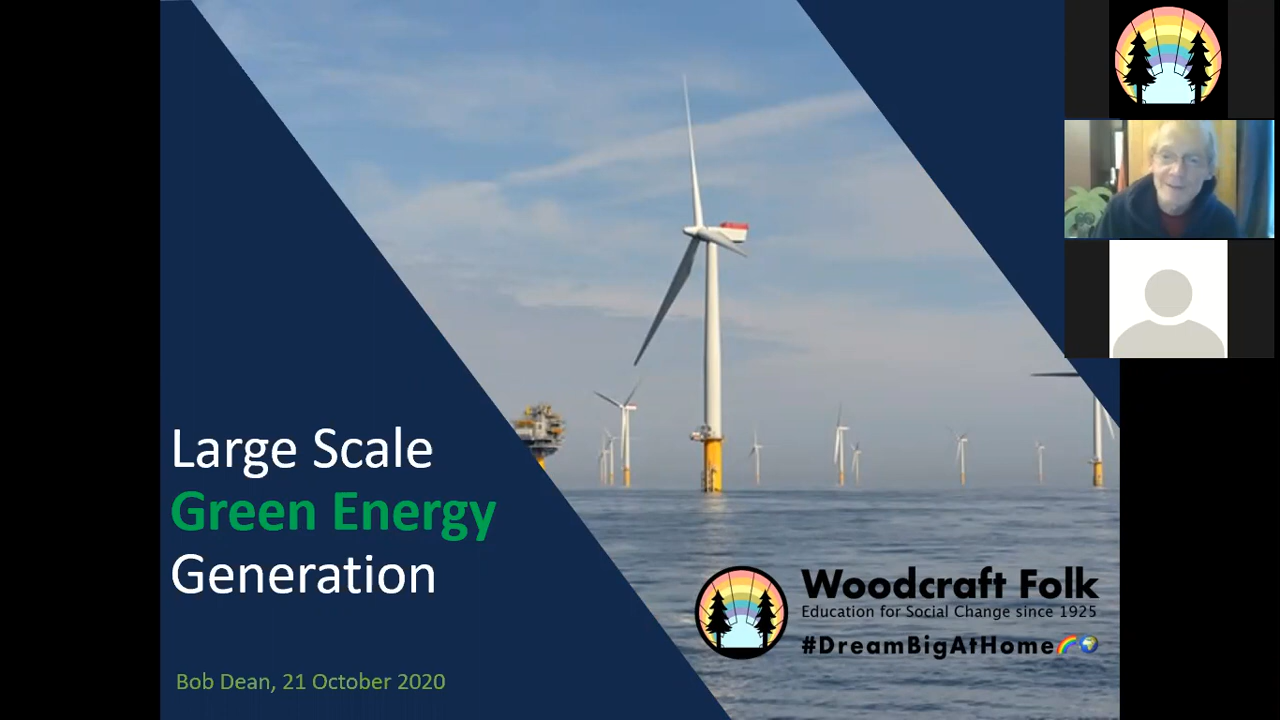 Large Scale
Green Energy
Generation
Bob Dean, 21 October 2020
Woodcraft Folk
Education for Social Change since 1925
#DreamBigAtHome🌈🌍